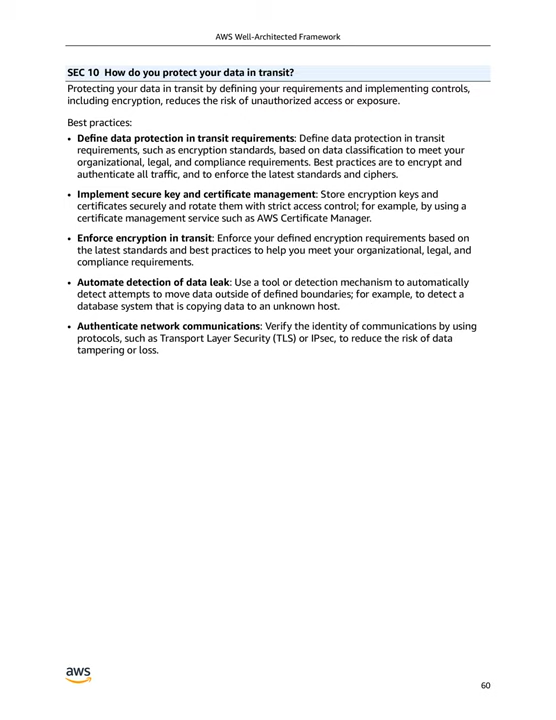 AWS Well-Architected Framework
SEC 10 How do you protect your data in transit?
Protecting your data in transit by defining your requirements and implementing controls,
including encryption, reduces the risk of unauthorized access or exposure.
Best practices:
• Define data protection in transit requirements: Define data protection in transit
requirements, such as encryption standards, based on data classification to meet your
organizational, legal, and compliance requirements. Best practices are to encrypt and
authenticate all traffic, and to enforce the latest standards and ciphers.
• Implement secure key and certificate management: Store encryption keys and
certificates securely and rotate them with strict access control; for example, by using a
certificate management service such as AWS Certificate Manager.
• Enforce encryption in transit: Enforce your defined encryption requirements based on
the latest standards and best practices to help you meet your organizational, legal, and
compliance requirements.
• Automate detection of data leak: Use a tool or detection mechanism to automatically
detect attempts to move data outside of defined boundaries; for example, to detect a
database system that is copying data to an unknown host.
• Authenticate network communications: Verify the identity of communications by using
protocols, such as Transport Layer Security (TLS) or IPsec, to reduce the risk of data
tampering or loss.
aws
60